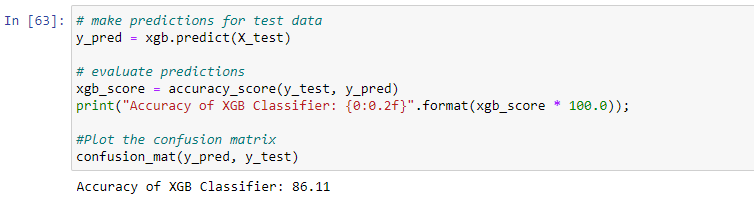 In [63]: # make predictions for test data
y_pred = xgb.predict(X_test)
# evaluate predictions
xgb_score = accuracy_score(y_test, y_pred)
print("Accuracy of XGB Classifier: {0:0.2f}".format(xgb_score * 100.0));
#Plot the confusion matrix
confusion_mat(y_pred, y_test)
Accuracy of XGB Classifier: 86.11